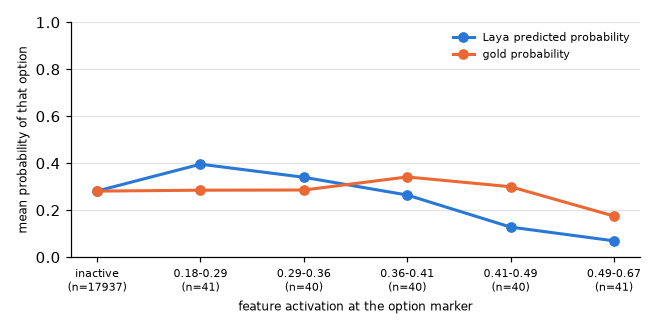 Laya predicted probability
gold probability
mean probability of that option
1.0
0.8
0.6
0.4
0.2
0.0
inactive
(n=17937)
0.18-0.29
(n=41)
0.29-0.36
(n=40)
0.36-0.41
(n=40)
0.41-0.49
(n=40)
0.49-0.67
(n=41)
feature activation at the option marker